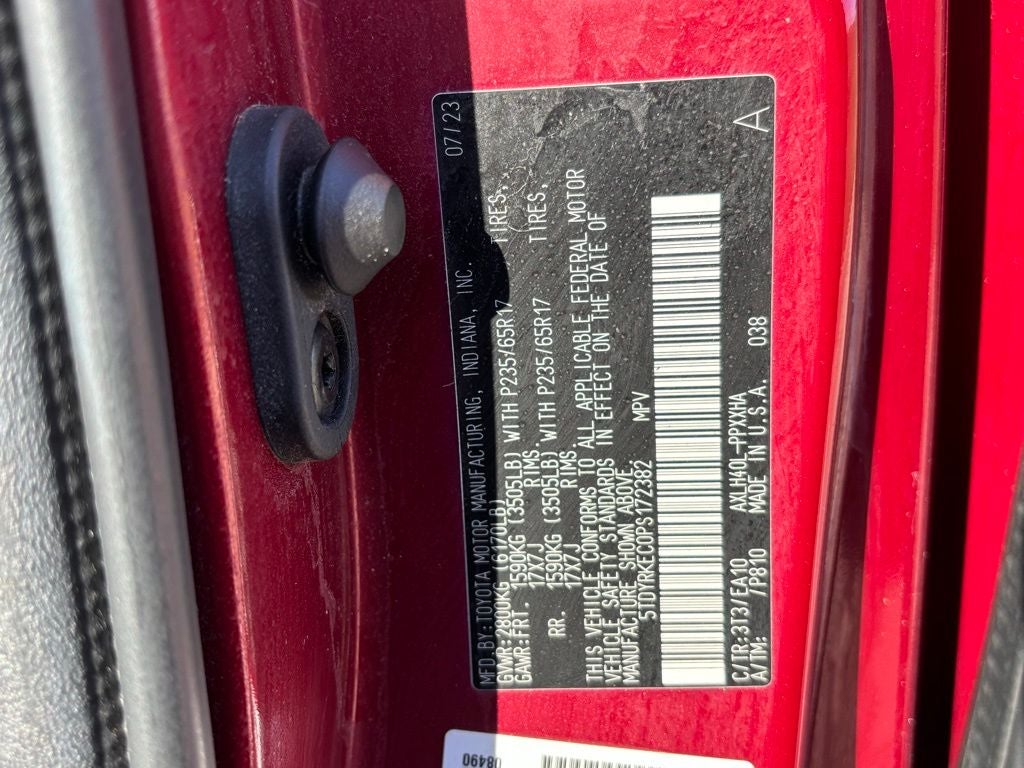 MFD.BY:TOYOTA MOTOR MANUFACTURING, INDIANA, INC. 07/23
GVWR:2800KG (6170LB)
GAWR:FRT. 1590KG (3505LB) WITH P235/65R17 TIRES,
17X7J RIMS
RR. 1590KG (3505LB) WITH P235/65R17 TIRES,
17X7J RIMS
THIS VEHICLE CONFORMS TO ALL APPLICABLE FEDERAL MOTOR
VEHICLE SAFETY STANDARDS IN EFFECT ON THE DATE OF
MANUFACTURE SHOWN ABOVE.
5TDYRKEC0PS172382 MPV
C/TR:3T3/EA10 AXLH40L-PPXXHA 038 A
A/TM: /P810 MADE IN U.S.A.
08490